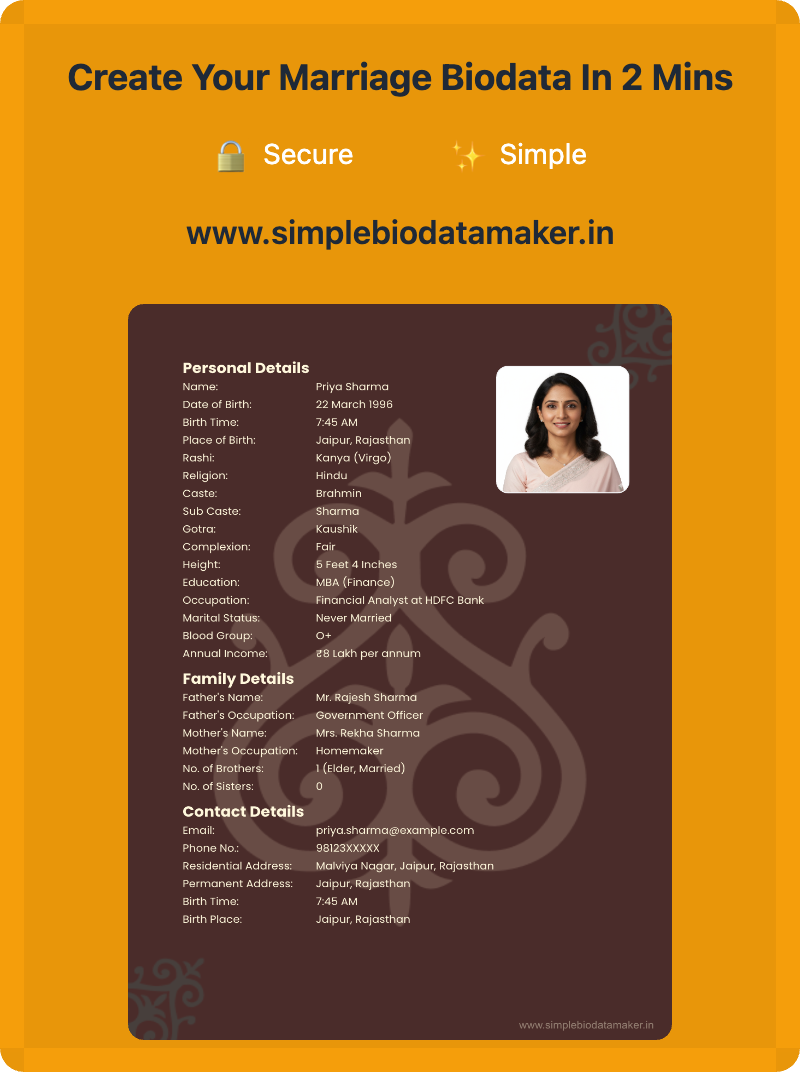 Create Your Marriage Biodata In 2 Mins
🔒 Secure ✨ Simple
www.simplebiodatamaker.in
Personal Details
Name: Priya Sharma
Date of Birth: 22 March 1996
Birth Time: 7:45 AM
Place of Birth: Jaipur, Rajasthan
Rashi: Kanya (Virgo)
Religion: Hindu
Caste: Brahmin
Sub Caste: Sharma
Gotra: Kaushik
Complexion: Fair
Height: 5 Feet 4 Inches
Education: MBA (Finance)
Occupation: Financial Analyst at HDFC Bank
Marital Status: Never Married
Blood Group: O+
Annual Income: ₹8 Lakh per annum
Family Details
Father's Name: Mr. Rajesh Sharma
Father's Occupation: Government Officer
Mother's Name: Mrs. Rekha Sharma
Mother's Occupation: Homemaker
No. of Brothers: 1 (Elder, Married)
No. of Sisters: 0
Contact Details
Email: priya.sharma@example.com
Phone No.: 98123XXXXX
Residential Address: Malviya Nagar, Jaipur, Rajasthan
Permanent Address: Jaipur, Rajasthan
Birth Time: 7:45 AM
Birth Place: Jaipur, Rajasthan
www.simplebiodatamaker.in